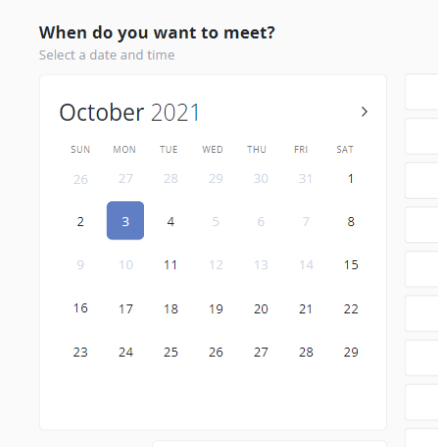 When do you want to meet?
Select a date and time
October 2021
SUN MON TUE WED THU FRI SAT
26 27 28 29 30 31 1
2 3 4 5 6 7 8
9 10 11 12 13 14 15
16 17 18 19 20 21 22
23 24 25 26 27 28 29